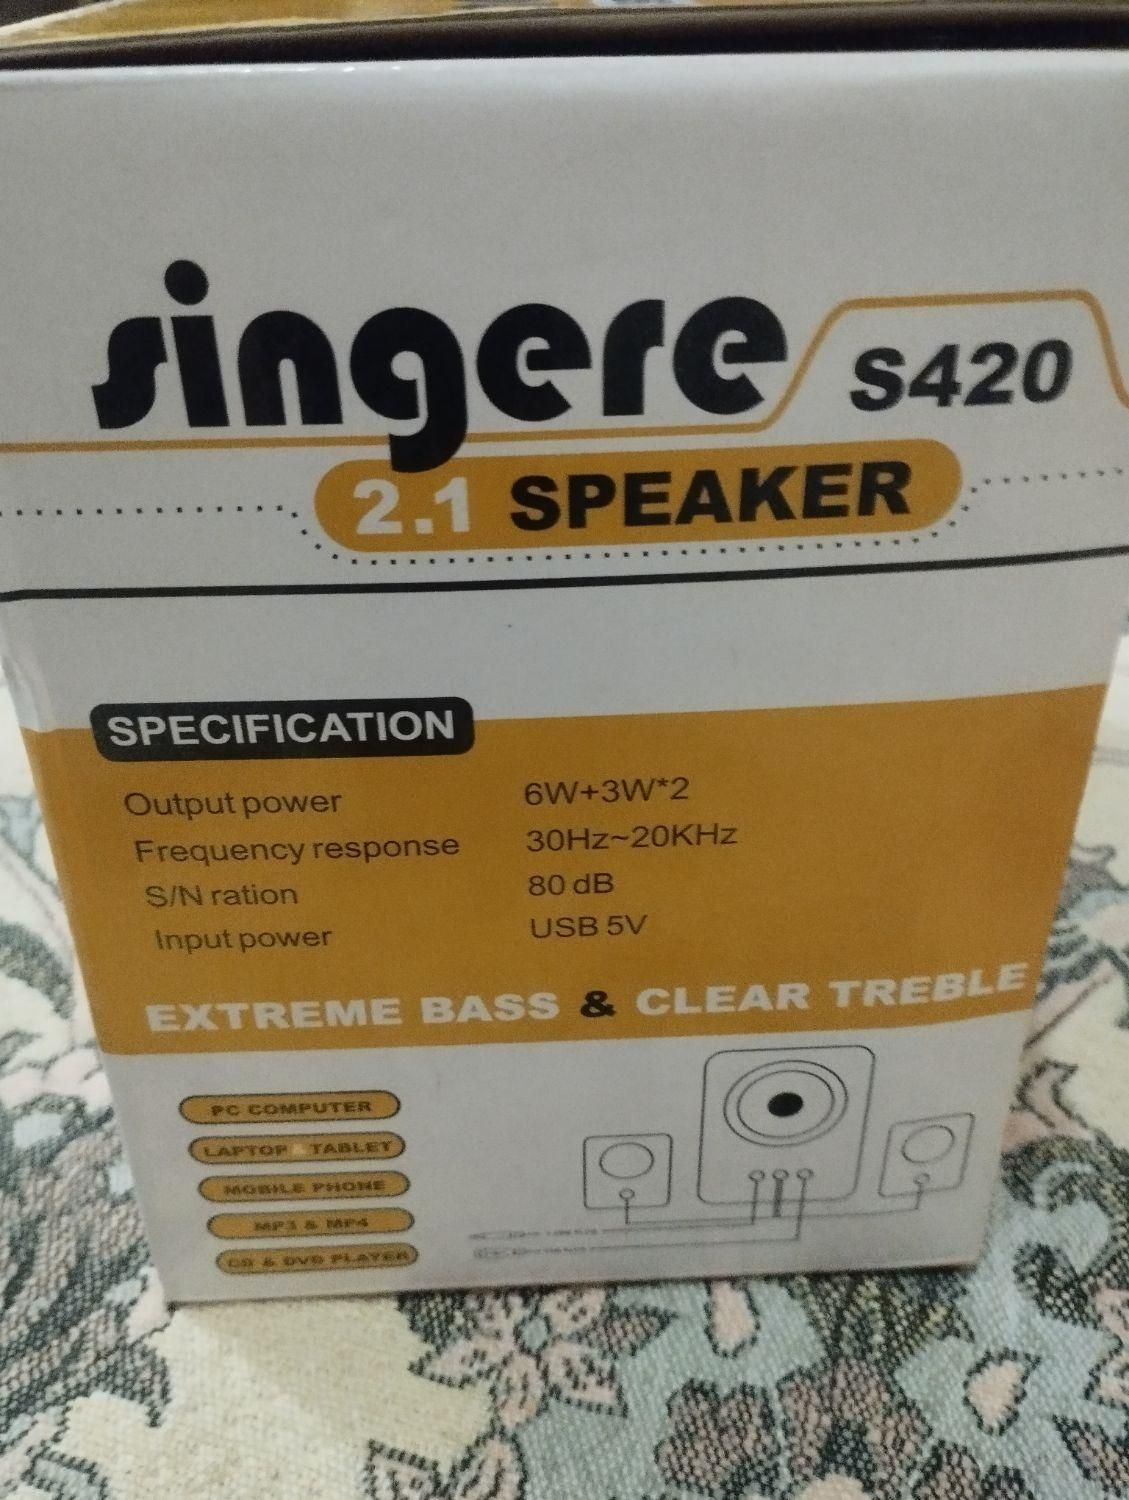 singere S420
2.1 SPEAKER
SPECIFICATION
Output power 6W+3W*2
Frequency response 30Hz~20KHz
S/N ration 80 dB
Input power USB 5V
EXTREME BASS & CLEAR TREBLE
PC COMPUTER
LAPTOP & TABLET
MOBILE PHONE
MP3 & MP4
CD & DVD PLAYER